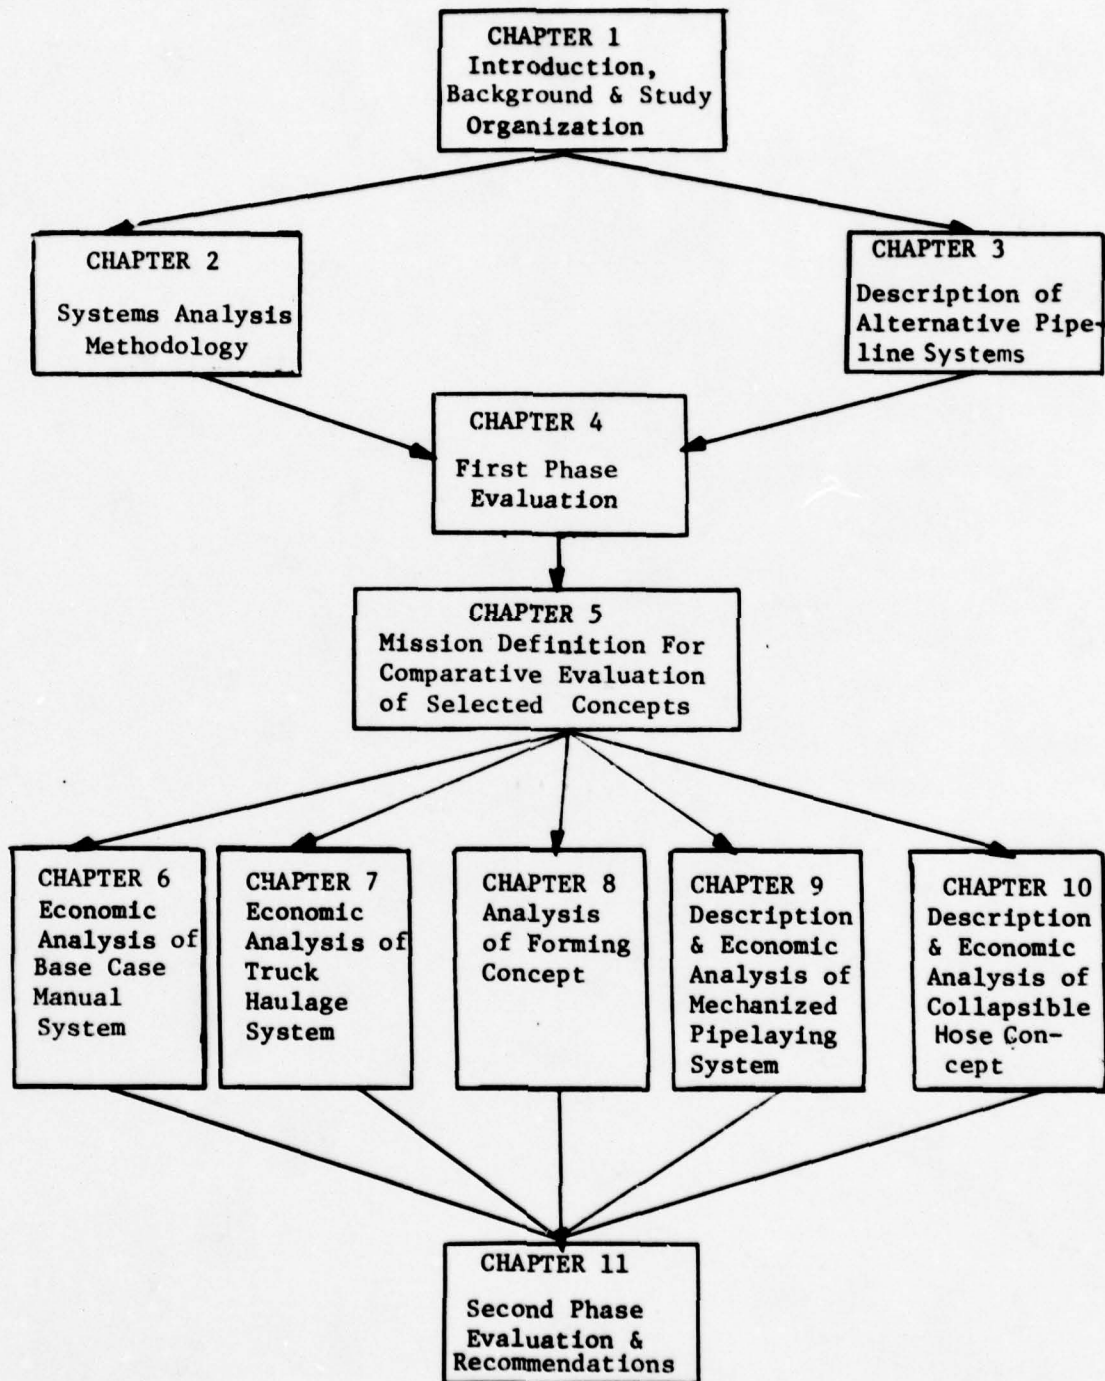 CHAPTER 1
Introduction,
Background & Study
Organization
CHAPTER 2
Systems Analysis
Methodology
CHAPTER 3
Description of
Alternative Pipe-
line Systems
CHAPTER 4
First Phase
Evaluation
CHAPTER 5
Mission Definition For
Comparative Evaluation
of Selected Concepts
CHAPTER 6
Economic
Analysis of
Base Case
Manual
System
CHAPTER 7
Economic
Analysis of
Truck
Haulage
System
CHAPTER 8
Analysis
of Forming
Concept
CHAPTER 9
Description
& Economic
Analysis of
Mechanized
Pipelaying
System
CHAPTER 10
Description
& Economic
Analysis of
Collapsible
Hose Con-
cept
CHAPTER 11
Second Phase
Evaluation &
Recommendations